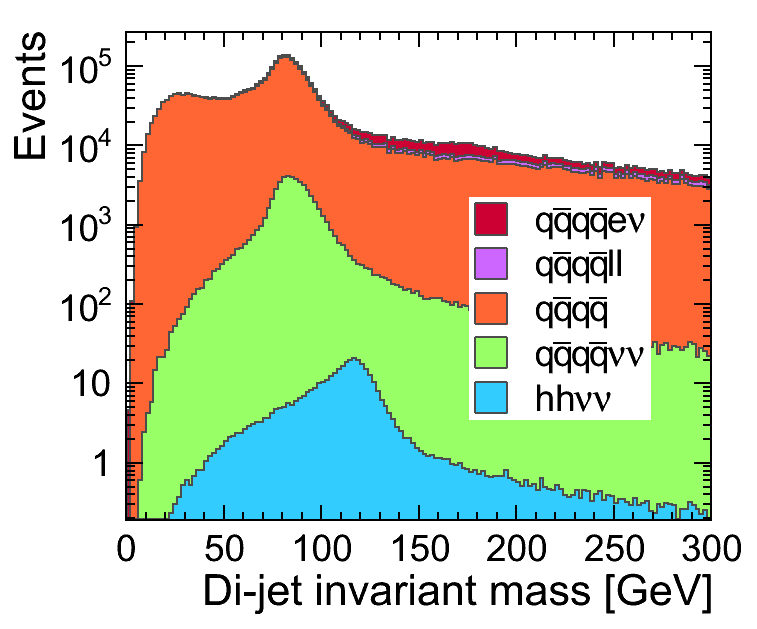 Events
10⁵
10⁴
10³
10²
10
1
qq̄qq̄eν
qq̄qq̄ll
qq̄qq̄
qq̄qq̄νν
hhνν
0 50 100 150 200 250 300
Di-jet invariant mass [GeV]